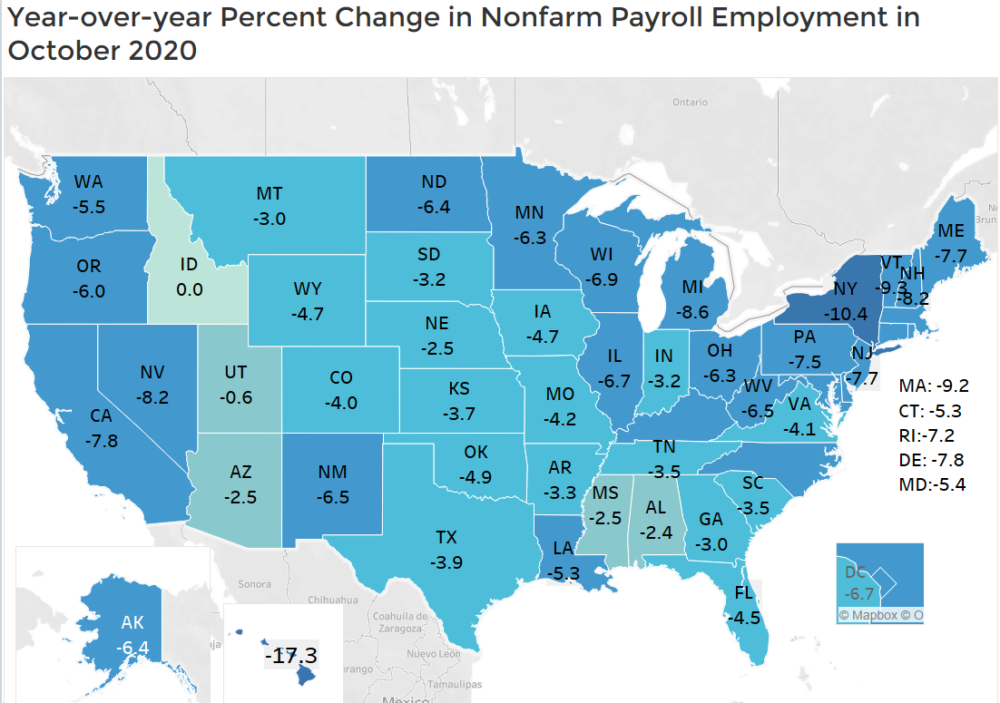 Year-over-year Percent Change in Nonfarm Payroll Employment in
October 2020
Ontario
WA
-5.5
MT
-3.0
ND
-6.4
MN
-6.3
ME
-7.7
OR
-6.0
ID
0.0
WY
-4.7
SD
-3.2
WI
-6.9
MI
-8.6
VT
-9.3
NH
-8.2
NY
-10.4
NE
-2.5
IA
-4.7
PA
-7.5
NJ
-7.7
NV
-8.2
UT
-0.6
CO
-4.0
KS
-3.7
MO
-4.2
IL
-6.7
IN
-3.2
OH
-6.3
WV
-6.5
VA
-4.1
CA
-7.8
MA: -9.2
CT: -5.3
RI:-7.2
DE: -7.8
MD:-5.4
AZ
-2.5
NM
-6.5
OK
-4.9
AR
-3.3
TN
-3.5
MS
-2.5
AL
-2.4
GA
-3.0
SC
-3.5
TX
-3.9
LA
-5.3
FL
-4.5
DC
-6.7
© Mapbox © O
Sonora
Chihuahua
Coahuila de
Zaragoza
Nuevo León
Tamaulipas
Mexico
AK
-6.4
-17.3